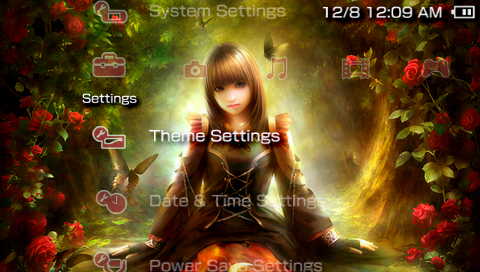 System Settings
12/8 12:09 AM
Settings
Theme Settings
Date & Time Settings
Power Save Settings